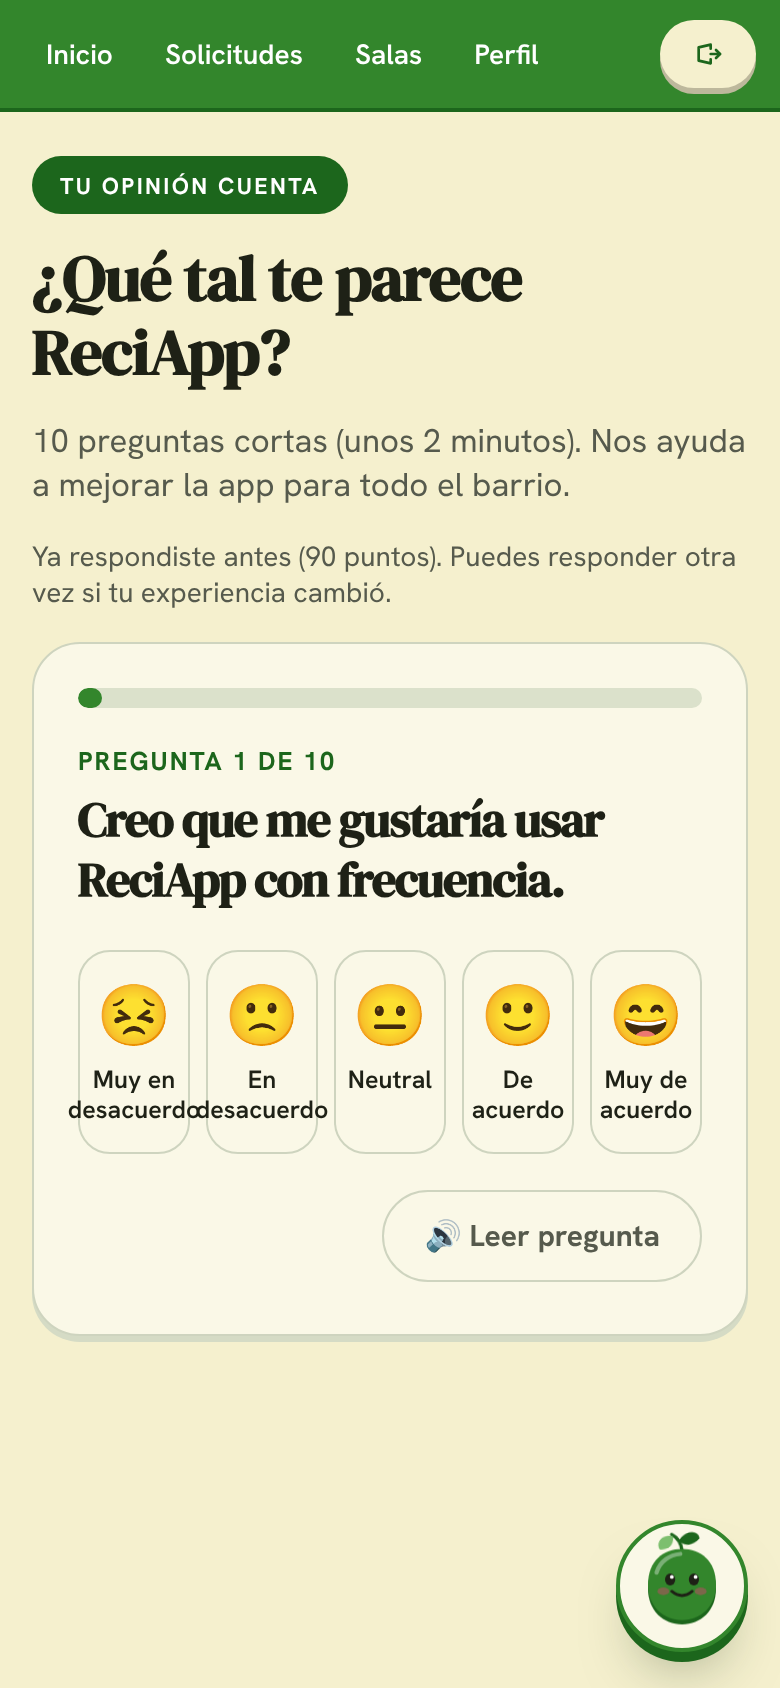 Inicio Solicitudes Salas Perfil
TU OPINIÓN CUENTA
¿Qué tal te parece
ReciApp?
10 preguntas cortas (unos 2 minutos). Nos ayuda
a mejorar la app para todo el barrio.
Ya respondiste antes (90 puntos). Puedes responder otra
vez si tu experiencia cambió.
PREGUNTA 1 DE 10
Creo que me gustaría usar
ReciApp con frecuencia.
Muy en
desacuerdo
En
desacuerdo
Neutral
De
acuerdo
Muy de
acuerdo
Leer pregunta